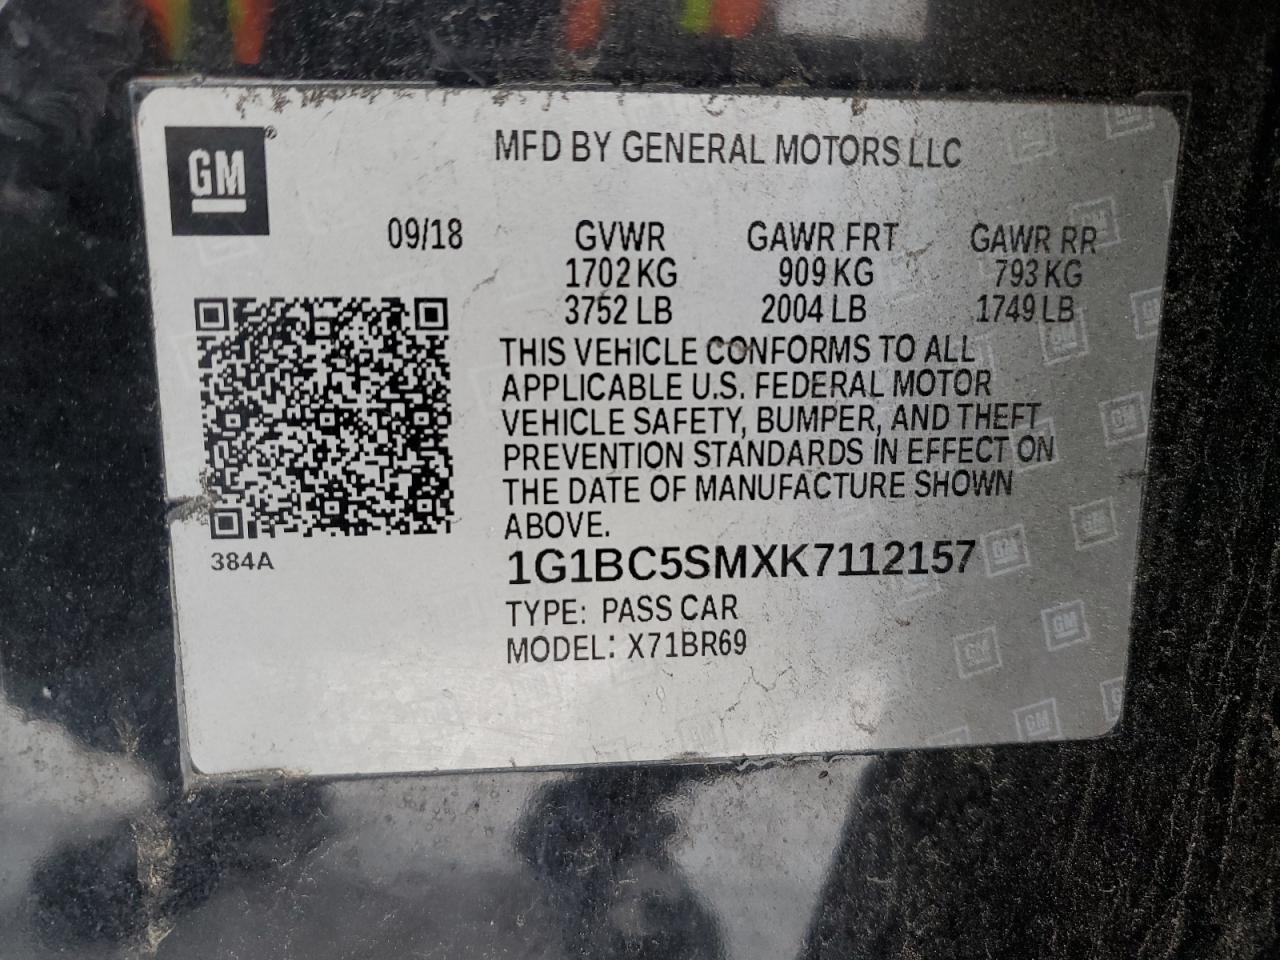 GM®
MFD BY GENERAL MOTORS LLC
09/18 GVWR GAWR FRT GAWR RR
1702 KG 909 KG 793 KG
3752 LB 2004 LB 1749 LB
THIS VEHICLE CONFORMS TO ALL
APPLICABLE U.S. FEDERAL MOTOR
VEHICLE SAFETY, BUMPER, AND THEFT
PREVENTION STANDARDS IN EFFECT ON
THE DATE OF MANUFACTURE SHOWN
ABOVE.
384A
1G1BC5SMXK7112157
TYPE: PASS CAR
MODEL: X71BR69